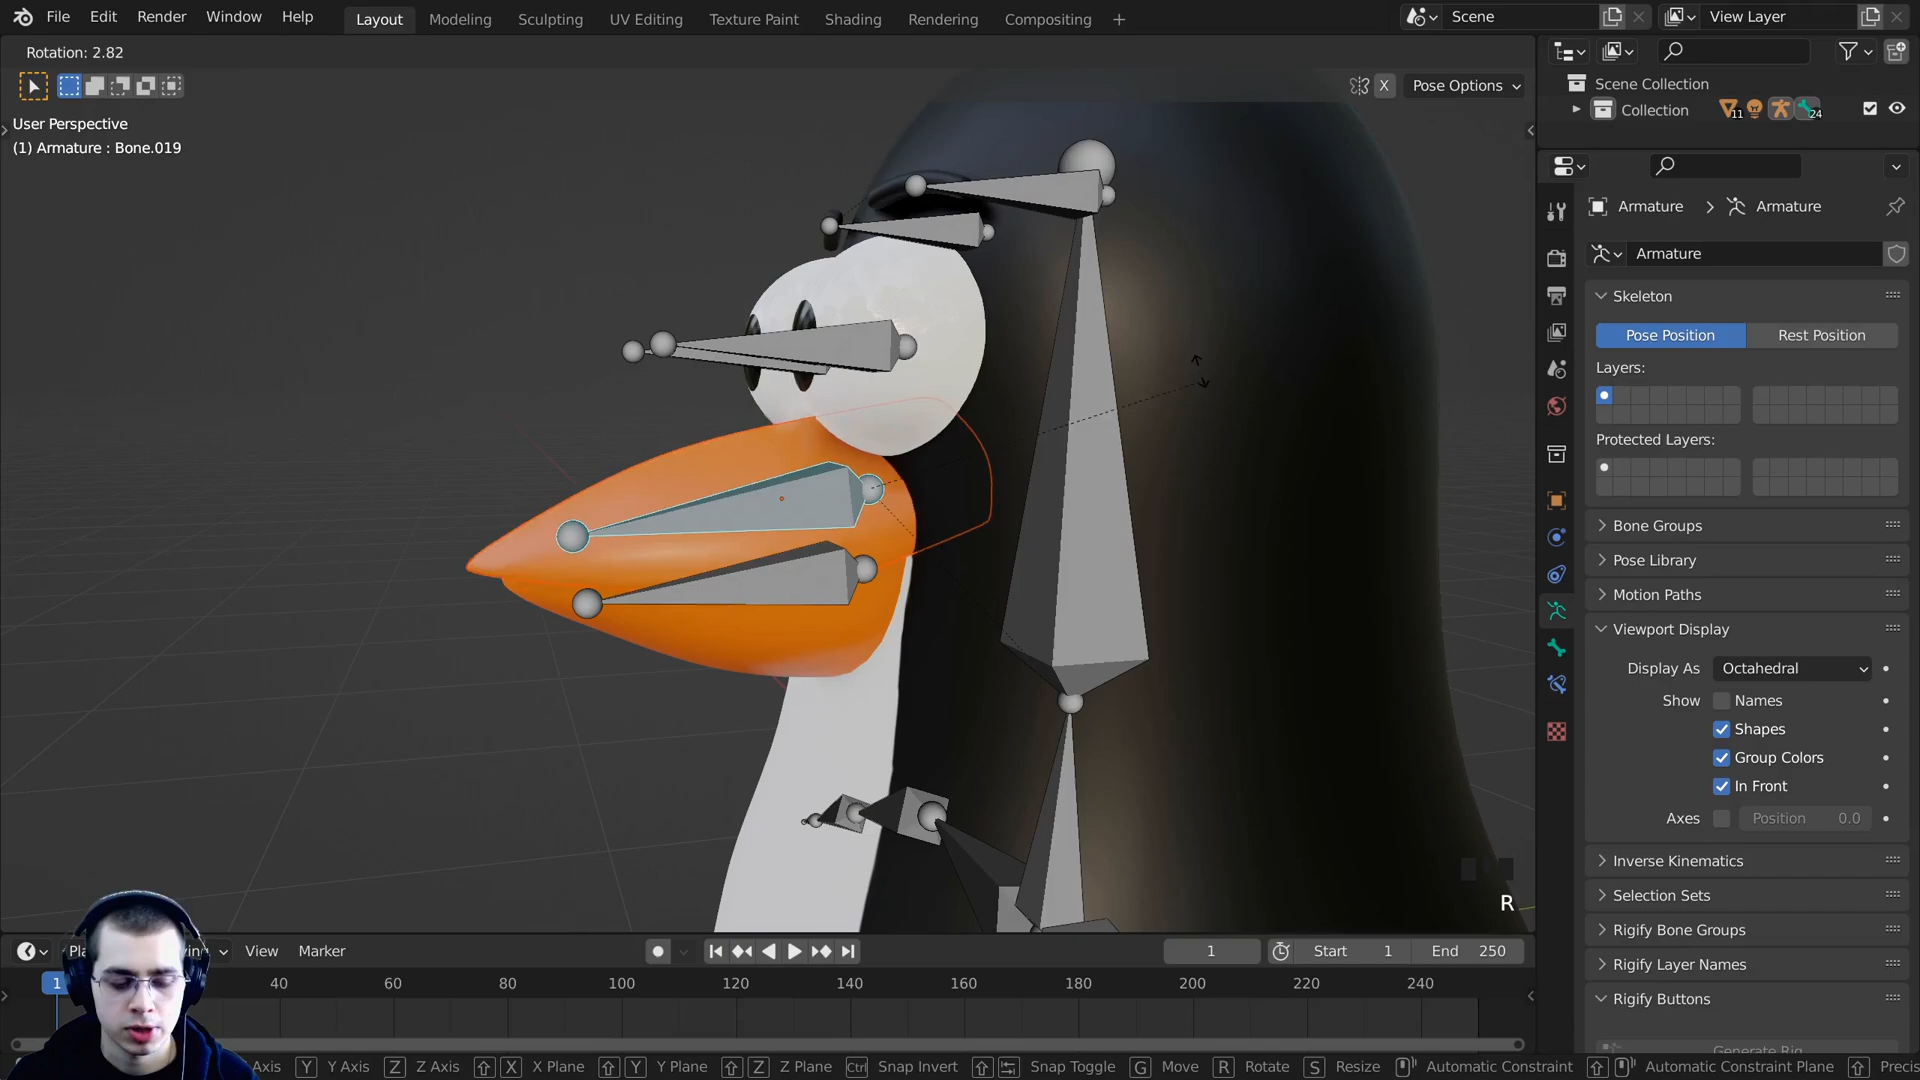 File Edit Render Window Help Layout Modeling Sculpting UV Editing Texture Paint Shading Rendering Compositing + Scene View Layer
Rotation: 2.82
X Pose Options
User Perspective
(1) Armature : Bone.019
Scene Collection
Collection 11 24
Armature > Armature
Armature
Skeleton
Pose Position Rest Position
Layers:
Protected Layers:
Bone Groups
Pose Library
Motion Paths
Viewport Display
Display As Octahedral
Show Names
Shapes
Group Colors
In Front
Axes Position 0.0
Inverse Kinematics
Selection Sets
Rigify Bone Groups
Rigify Layer Names
Rigify Buttons
Generate Rig
R
View Marker 1 Start 1 End 250
1 40 60 80 100 120 140 160 180 200 220 240
Axis Y Y Axis Z Z Axis X X Plane Y Y Plane Z Z Plane Ctrl Snap Invert Snap Toggle G Move R Rotate S Resize Automatic Constraint Automatic Constraint Plane